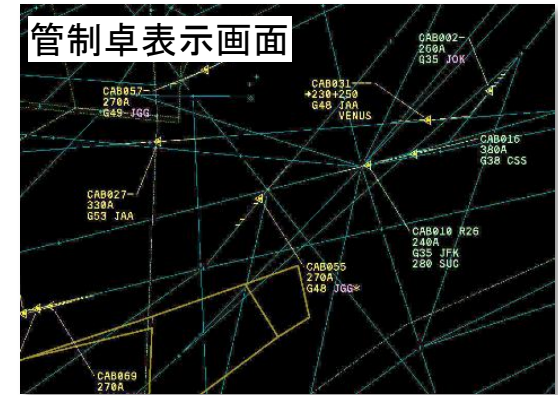 管制卓表示画面
CAB002-
260A
G35 JOK
CAB057-
270A
G49 JGG
CAB031
+230+250
G48 JAA
VENUS
CAB016
380A
G38 CSS
CAB027-
330A
G53 JAA
CAB010 R26
240A
G35 JFK
280 SUC
CAB055
270A
G48 JGG*
CAB069
270A